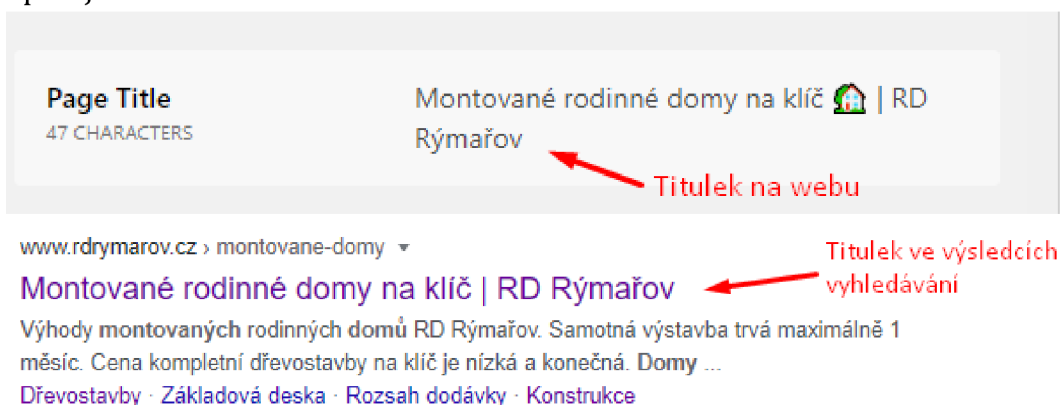 Page Title
47 CHARACTERS
Montované rodinné domy na klíč 🏠 | RD
Rýmařov
Titulek na webu
www.rdrymarov.cz › montovane-domy ▾
Titulek ve výsledcích
vyhledávání
Montované rodinné domy na klíč | RD Rýmařov
Výhody montovaných rodinných domů RD Rýmařov. Samotná výstavba trvá maximálně 1
měsíc. Cena kompletní dřevostavby na klíč je nízká a konečná. Domy ...
Dřevostavby · Základová deska · Rozsah dodávky · Konstrukce